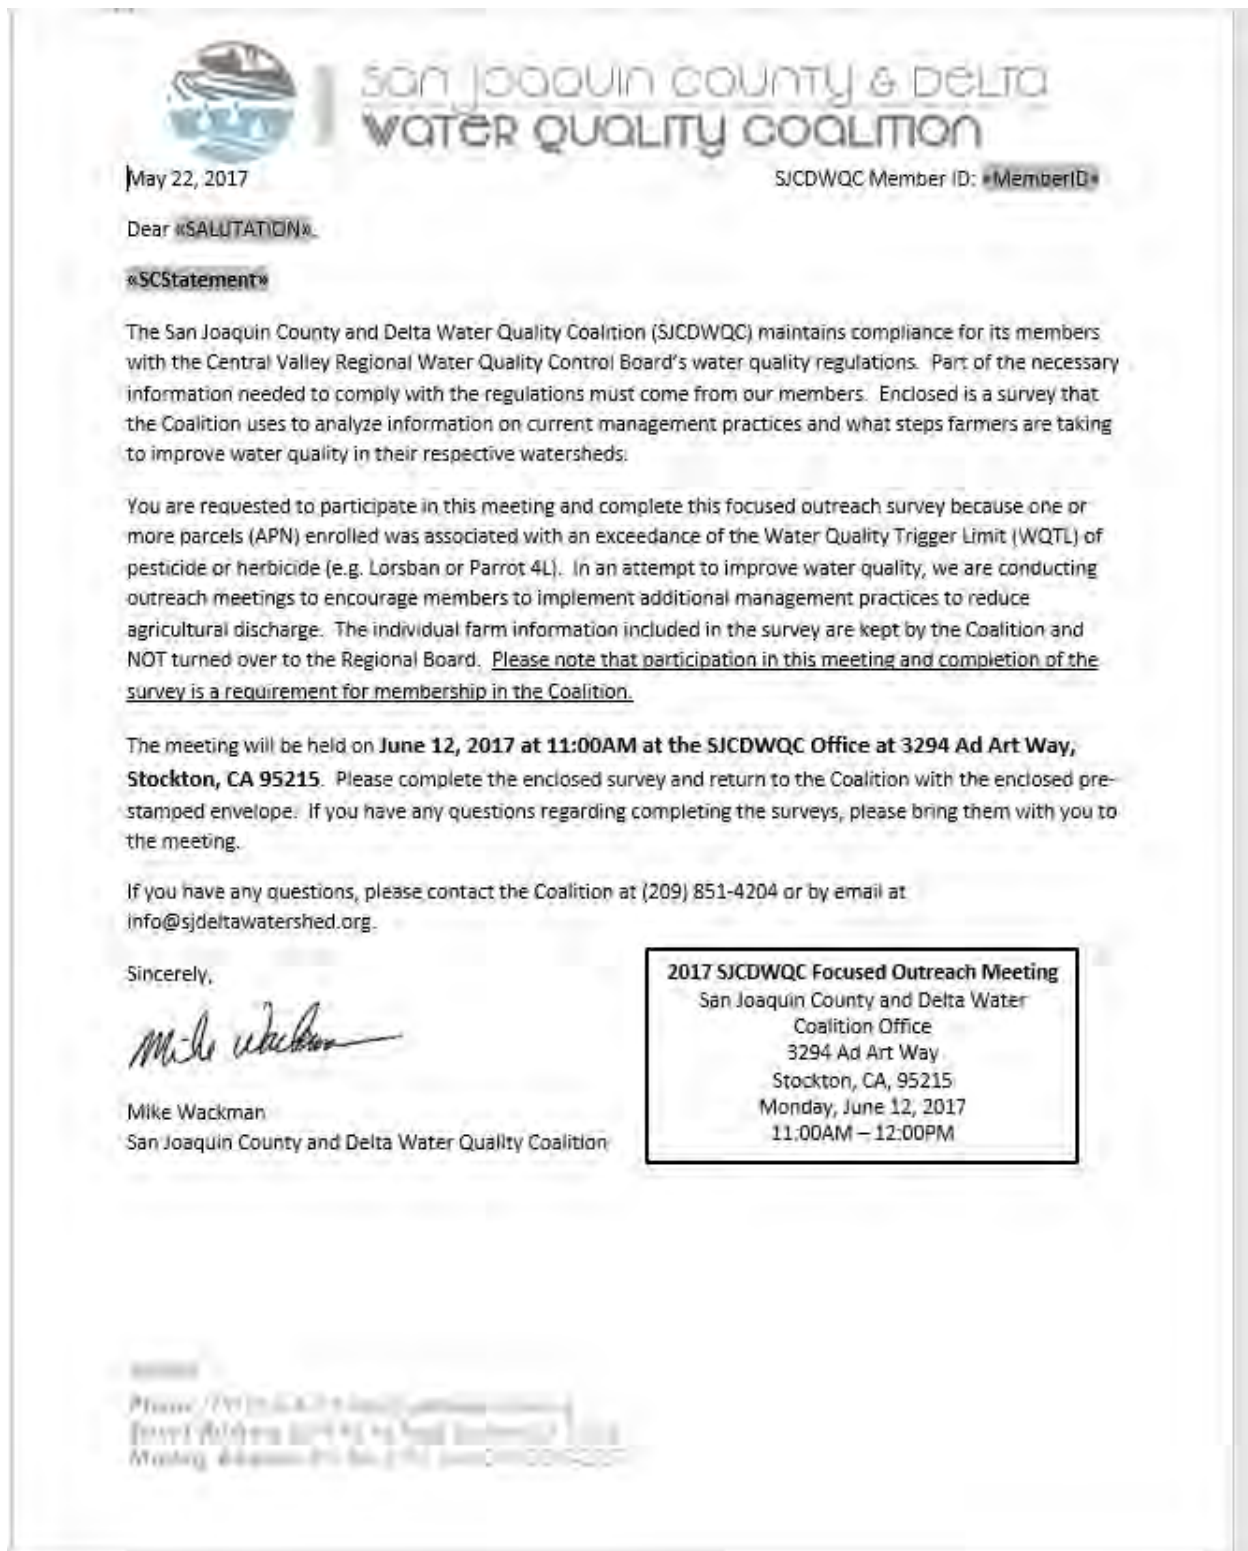 San Joaquin County & Delta
Water Quality Coalition
May 22, 2017 SJCDWQC Member ID: «MemberID»
Dear «SALUTATION».
«SCStatement»
The San Joaquin County and Delta Water Quality Coalition (SJCDWQC) maintains compliance for its members
with the Central Valley Regional Water Quality Control Board's water quality regulations. Part of the necessary
information needed to comply with the regulations must come from our members. Enclosed is a survey that
the Coalition uses to analyze information on current management practices and what steps farmers are taking
to improve water quality in their respective watersheds.
You are requested to participate in this meeting and complete this focused outreach survey because one or
more parcels (APN) enrolled was associated with an exceedance of the Water Quality Trigger Limit (WQTL) of
pesticide or herbicide (e.g. Lorsban or Parrot 4L). In an attempt to improve water quality, we are conducting
outreach meetings to encourage members to implement additional management practices to reduce
agricultural discharge. The individual farm information included in the survey are kept by the Coalition and
NOT turned over to the Regional Board. Please note that participation in this meeting and completion of the
survey is a requirement for membership in the Coalition.
The meeting will be held on June 12, 2017 at 11:00AM at the SJCDWQC Office at 3294 Ad Art Way,
Stockton, CA 95215. Please complete the enclosed survey and return to the Coalition with the enclosed pre-
stamped envelope. If you have any questions regarding completing the surveys, please bring them with you to
the meeting.
If you have any questions, please contact the Coalition at (209) 851-4204 or by email at
info@sjdeltawatershed.org.
Sincerely,
Mike Wackman
Mike Wackman
San Joaquin County and Delta Water Quality Coalition
2017 SJCDWQC Focused Outreach Meeting
San Joaquin County and Delta Water
Coalition Office
3294 Ad Art Way
Stockton, CA, 95215
Monday, June 12, 2017
11:00AM – 12:00PM
Phone
Street Address
Mailing Address